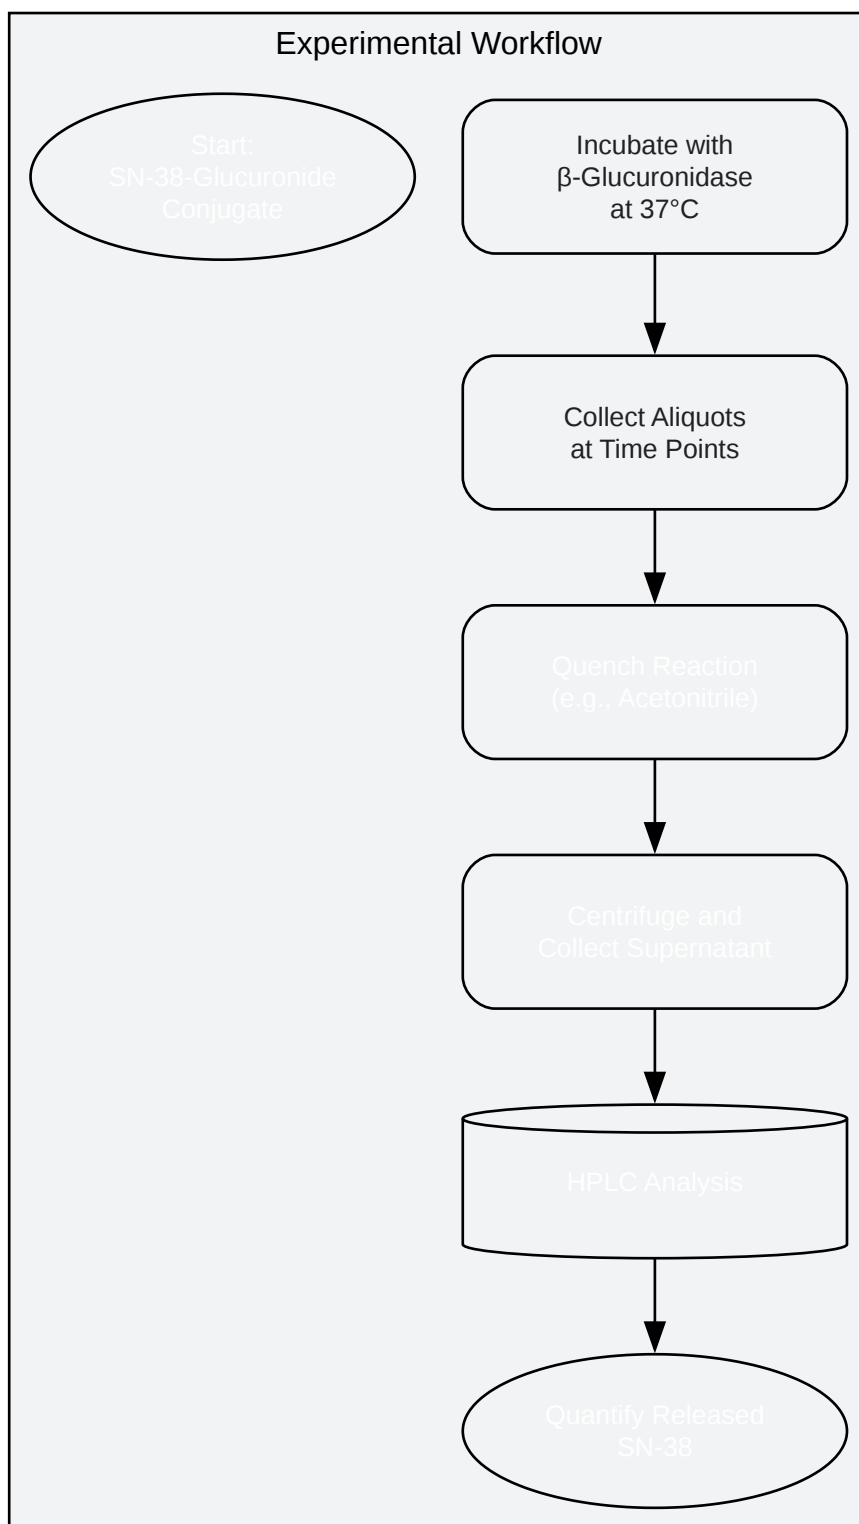 Experimental Workflow
Start:
SN-38-Glucuronide
Conjugate
Incubate with
β-Glucuronidase
at 37°C
Collect Aliquots
at Time Points
Quench Reaction
(e.g., Acetonitrile)
Centrifuge and
Collect Supernatant
HPLC Analysis
Quantify Released
SN-38